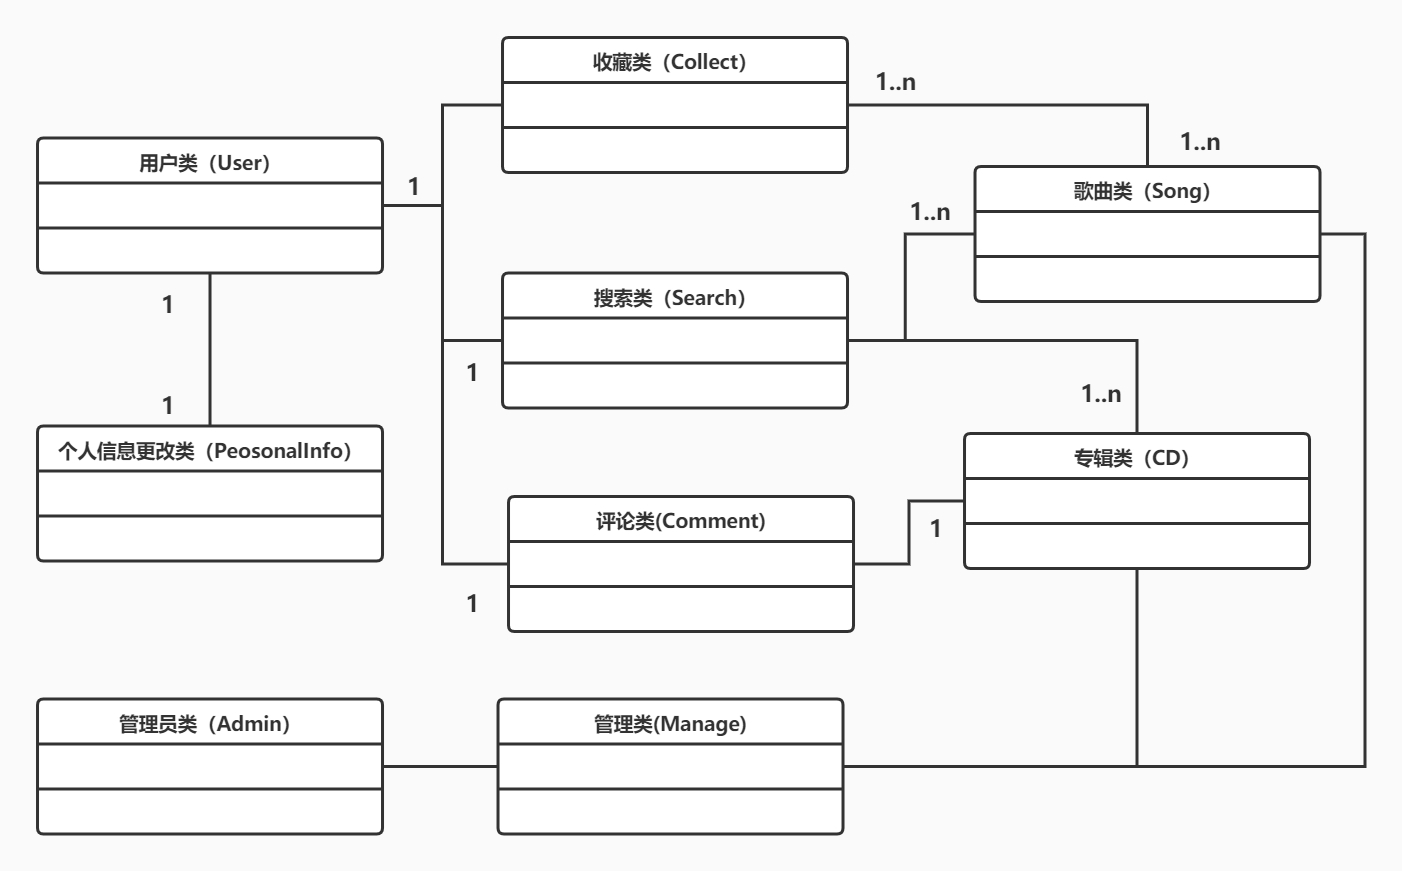 收藏类（Collect）
1..n
1..n
用户类（User）
1
歌曲类（Song）
1..n
搜索类（Search）
1
1
1..n
1
个人信息更改类（PeosonalInfo）
专辑类（CD）
评论类(Comment)
1
1
管理员类（Admin）
管理类(Manage)